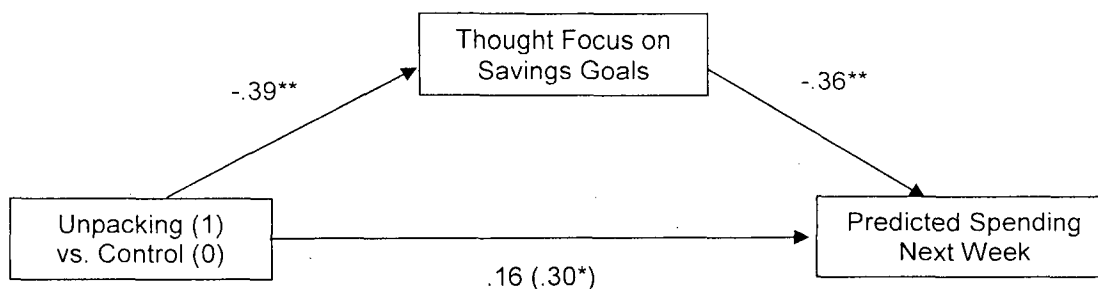 Thought Focus on
Savings Goals
-.39**
-.36**
Unpacking (1)
vs. Control (0)
Predicted Spending
Next Week
.16 (.30*)